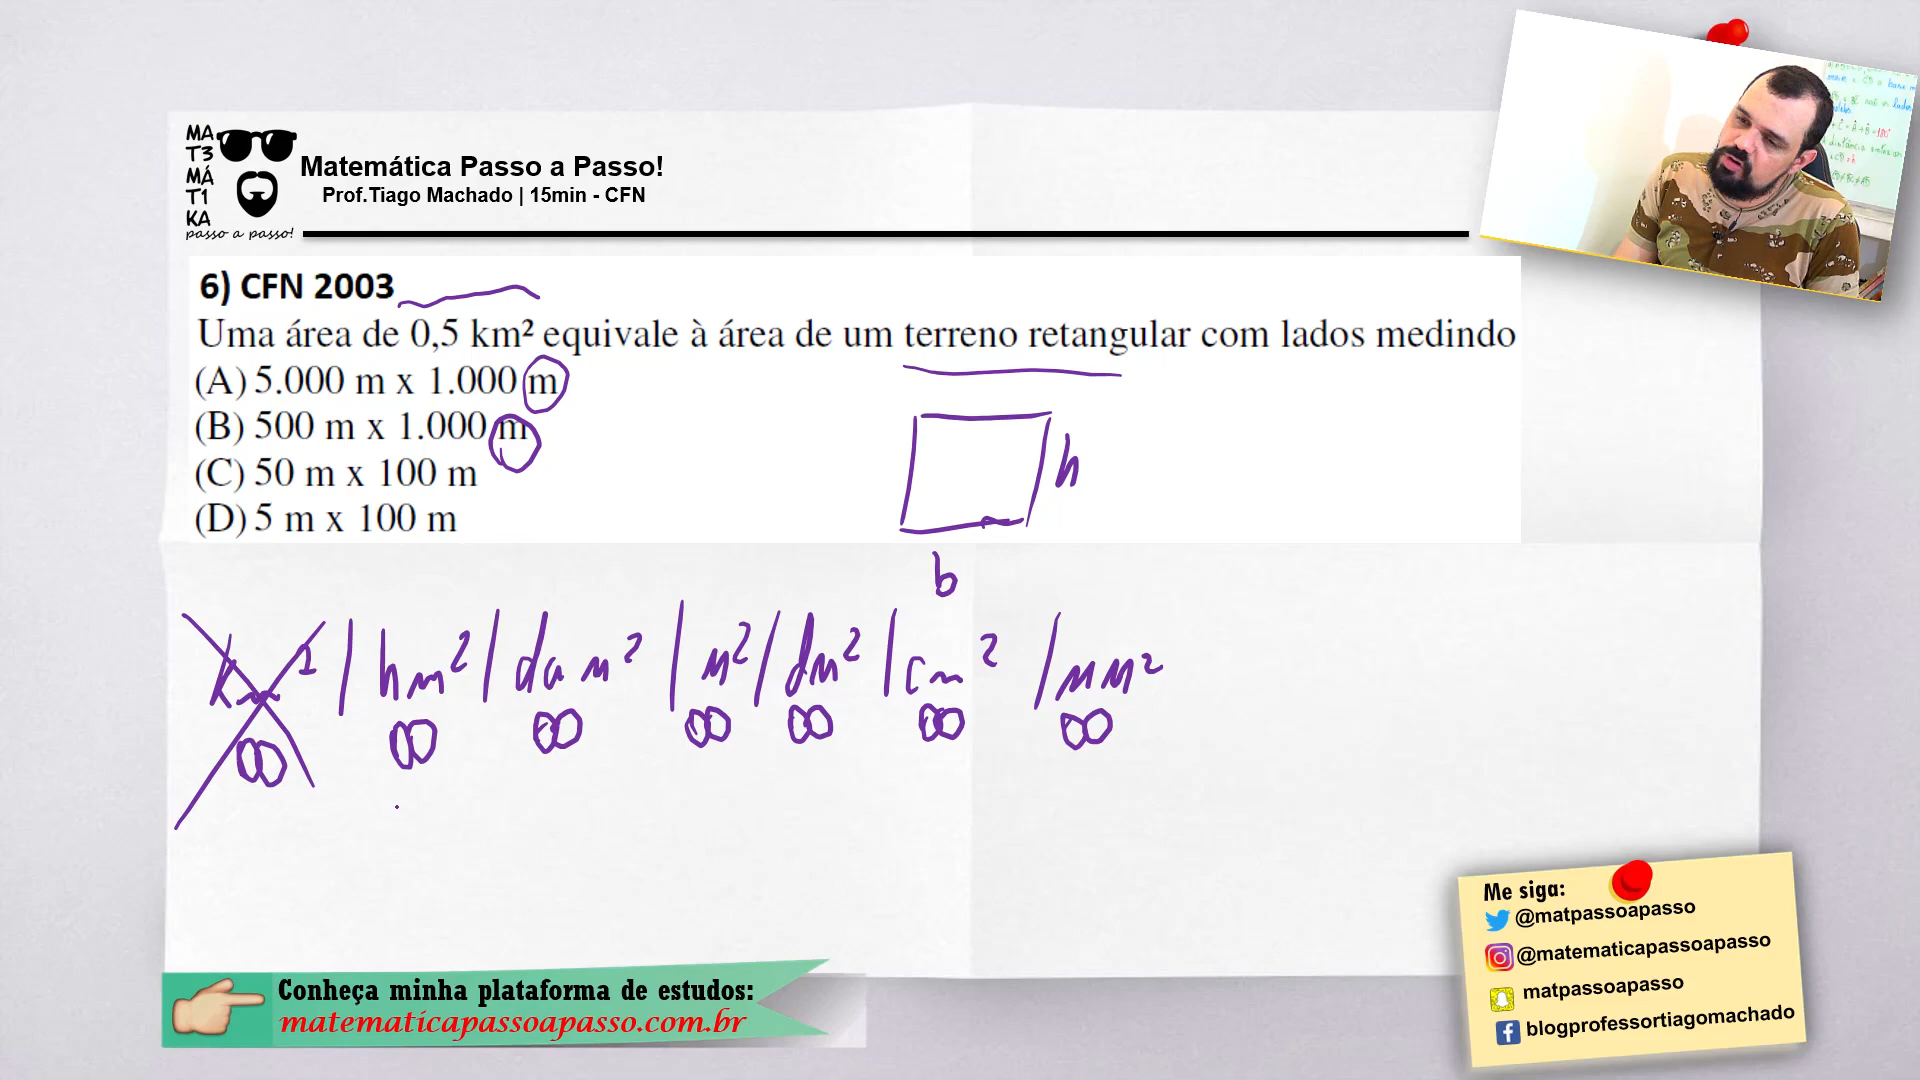 MA
T3
MÁ
T1
KA
passo a passo!
Matemática Passo a Passo!
Prof.Tiago Machado | 15min - CFN
6) CFN 2003
Uma área de 0,5 km² equivale à área de um terreno retangular com lados medindo
(A) 5.000 m x 1.000 m
(B) 500 m x 1.000 m
(C) 50 m x 100 m
(D) 5 m x 100 m
h
b
km² | hm² | dam² | m² | dm² | cm² | mm²
00 00 00 00 00 00 00
Me siga:
@matpassoapasso
@matematicapassoapasso
matpassoapasso
blogprofessortiagomachado
Conheça minha plataforma de estudos:
matematicapassoapasso.com.br